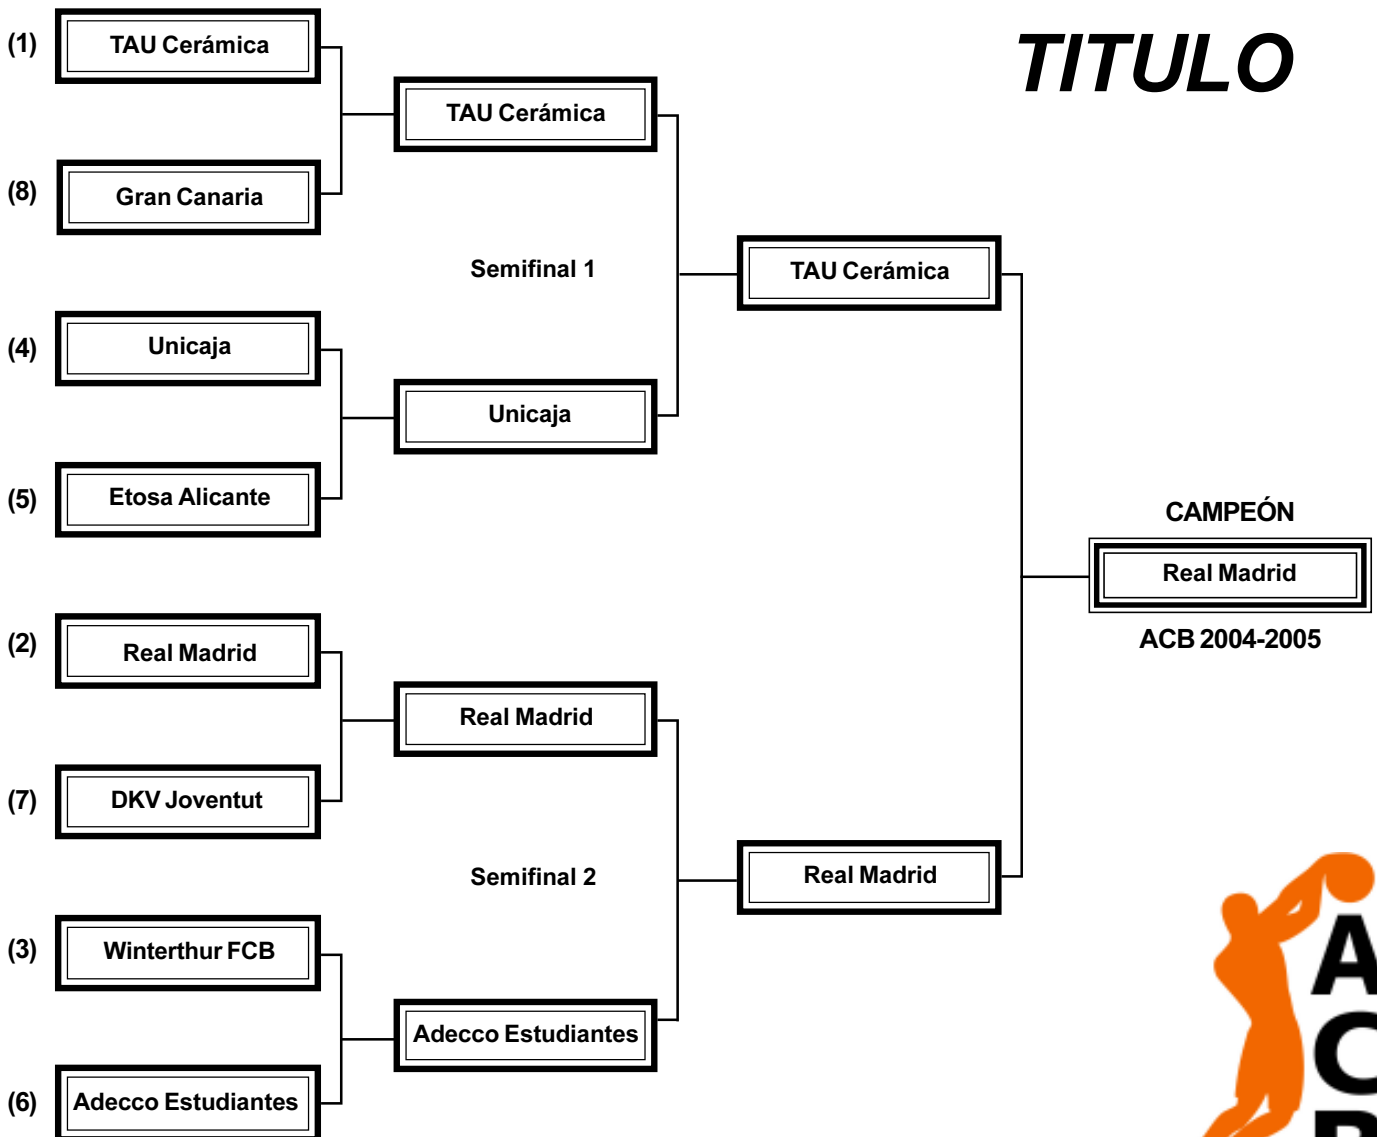 TITULO
(1) TAU Cerámica
TAU Cerámica
(8) Gran Canaria
Semifinal 1
TAU Cerámica
(4) Unicaja
Unicaja
(5) Etosa Alicante
CAMPEÓN
Real Madrid
ACB 2004-2005
(2) Real Madrid
Real Madrid
(7) DKV Joventut
Semifinal 2
Real Madrid
(3) Winterthur FCB
Adecco Estudiantes
(6) Adecco Estudiantes
A
C
B